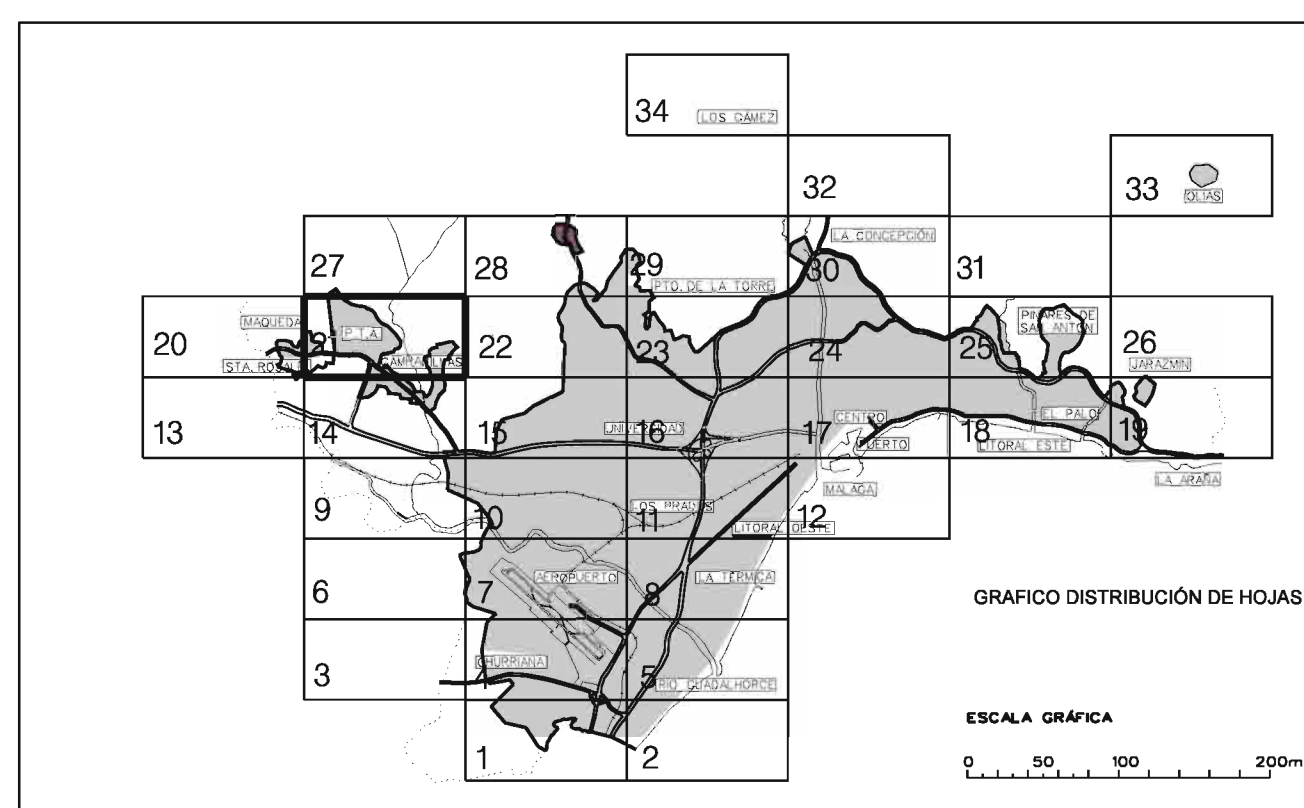 34 LOS GÁMEZ
32
33
OLIAS
LA CONCEPCIÓN
27
28
29
30
31
PTO. DE LA TORRE
MAQUEDA
P.T.A.
PINARES DE SAN ANTÓN
20
22
23
24
25
26
STA. ROSALÍA
CAMPANILLAS
JARAZMIN
13
14
15
UNIVERSIDAD
16
17
CENTRO
PUERTO
18
EL PALO
LITORAL ESTE
19
MALAGA
LA ARAÑA
9
10
LOS PRADOS
11
12
LITORAL OESTE
6
7
AEROPUERTO
8
LA TERMICA
GRAFICO DISTRIBUCIÓN DE HOJAS
3
CHURRIANA
5
RIO GUADALHORCE
ESCALA GRÁFICA
1
2
0 50 100 200m